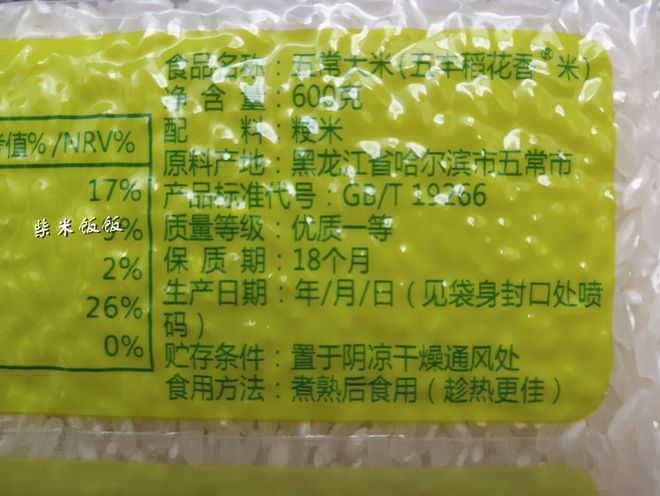 食品名称：五常大米(五丰稻花香®米)
净含量：600克
配料：粳米
原料产地：黑龙江省哈尔滨市五常市
产品标准代号：GB/T 19266
质量等级：优质一等
保质期：18个月
生产日期：年/月/日（见袋身封口处喷
码）
贮存条件：置于阴凉干燥通风处
食用方法：煮熟后食用（趁热更佳）
值%/NRV%
17%
%
2%
26%
0%
柴米饭饭